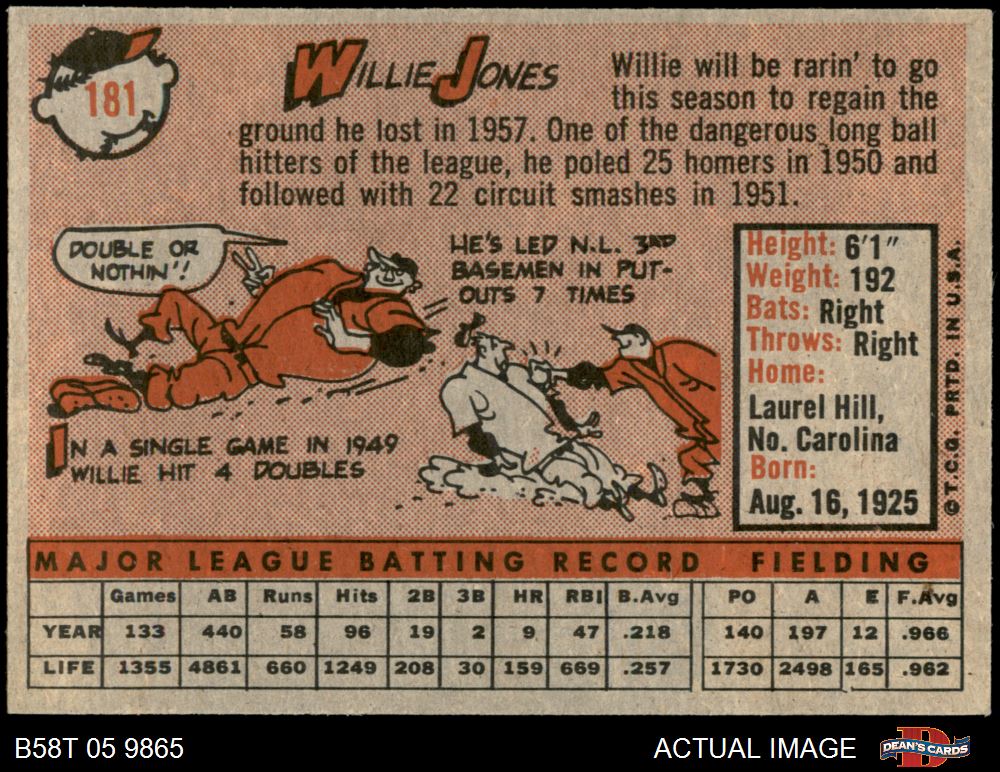 181
WILLIE JONES
Willie will be rarin' to go
this season to regain the
ground he lost in 1957. One of the dangerous long ball
hitters of the league, he poled 25 homers in 1950 and
followed with 22 circuit smashes in 1951.
DOUBLE OR
NOTHIN'!
HE'S LED N.L. 3RD
BASEMEN IN PUT-
OUTS 7 TIMES
IN A SINGLE GAME IN 1949
WILLIE HIT 4 DOUBLES
Height: 6'1"
Weight: 192
Bats: Right
Throws: Right
Home:
Laurel Hill,
No. Carolina
Born:
Aug. 16, 1925
© T.C.G. PRTD. IN U.S.A.
MAJOR LEAGUE BATTING RECORD FIELDING
Games AB Runs Hits 2B 3B HR RBI B.Avg PO A E F.Avg
YEAR 133 440 58 96 19 2 9 47 .218 140 197 12 .966
LIFE 1355 4861 660 1249 208 30 159 669 .257 1730 2498 165 .962
B58T 05 9865
ACTUAL IMAGE
DEAN'S CARDS